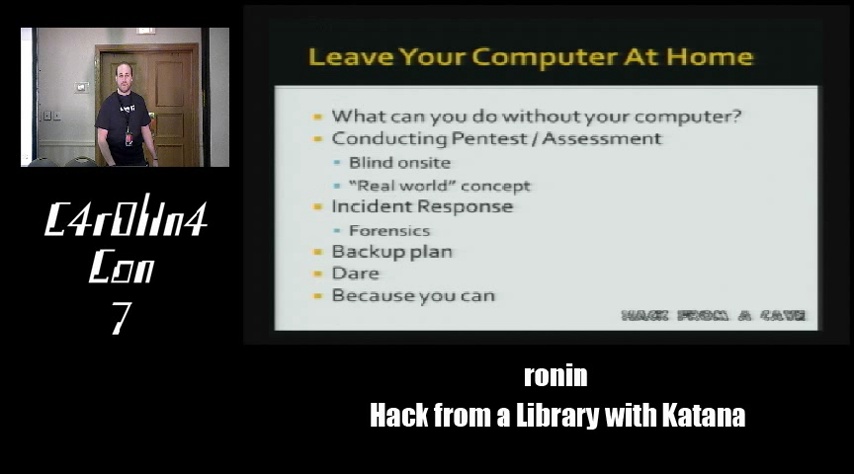 Leave Your Computer At Home
What can you do without your computer?
Conducting Pentest / Assessment
Blind onsite
"Real world" concept
Incident Response
Forensics
Backup plan
Dare
Because you can
HACK FROM A CAVE
C4r0l1n4
Con
7
ronin
Hack from a Library with Katana